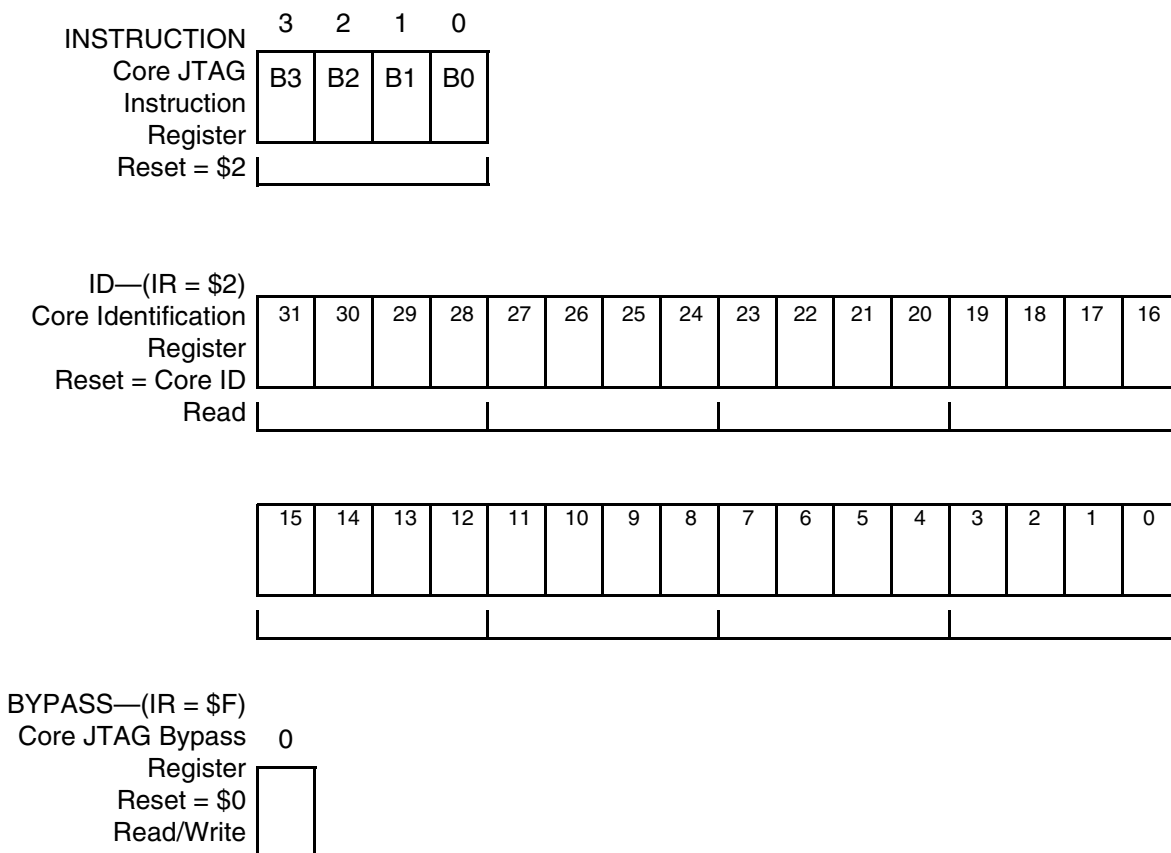 3 2 1 0
INSTRUCTION
Core JTAG
B3 B2 B1 B0
Instruction
Register
Reset = $2
ID—(IR = $2)
Core Identification
31 30 29 28 27 26 25 24 23 22 21 20 19 18 17 16
Register
Reset = Core ID
Read
15 14 13 12 11 10 9 8 7 6 5 4 3 2 1 0
BYPASS—(IR = $F)
Core JTAG Bypass
0
Register
Reset = $0
Read/Write